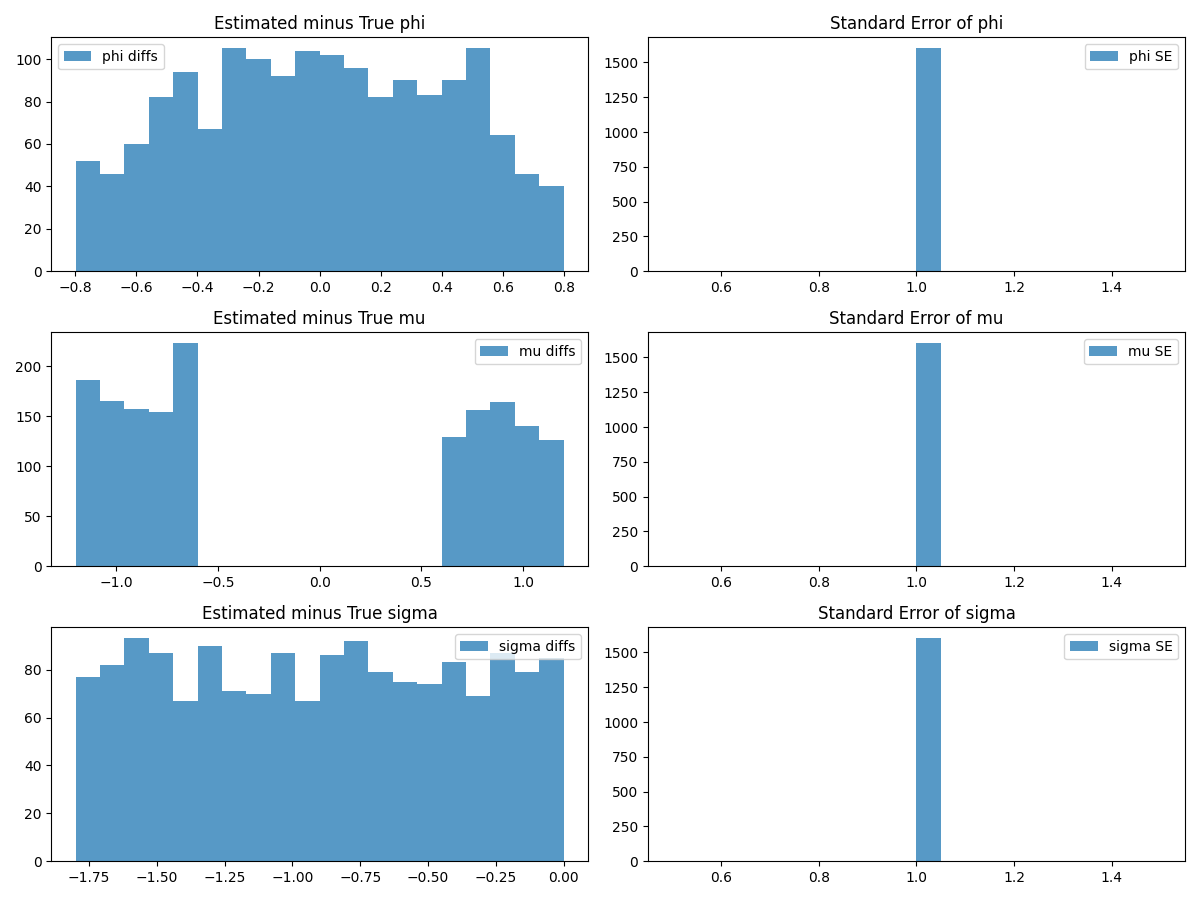 Estimated minus True phi
phi diffs
100
80
60
40
20
0
−0.8 −0.6 −0.4 −0.2 0.0 0.2 0.4 0.6 0.8
Standard Error of phi
phi SE
1500
1250
1000
750
500
250
0
0.6 0.8 1.0 1.2 1.4
Estimated minus True mu
mu diffs
200
150
100
50
0
−1.0 −0.5 0.0 0.5 1.0
Standard Error of mu
mu SE
1500
1250
1000
750
500
250
0
0.6 0.8 1.0 1.2 1.4
Estimated minus True sigma
sigma diffs
80
60
40
20
0
−1.75 −1.50 −1.25 −1.00 −0.75 −0.50 −0.25 0.00
Standard Error of sigma
sigma SE
1500
1250
1000
750
500
250
0
0.6 0.8 1.0 1.2 1.4